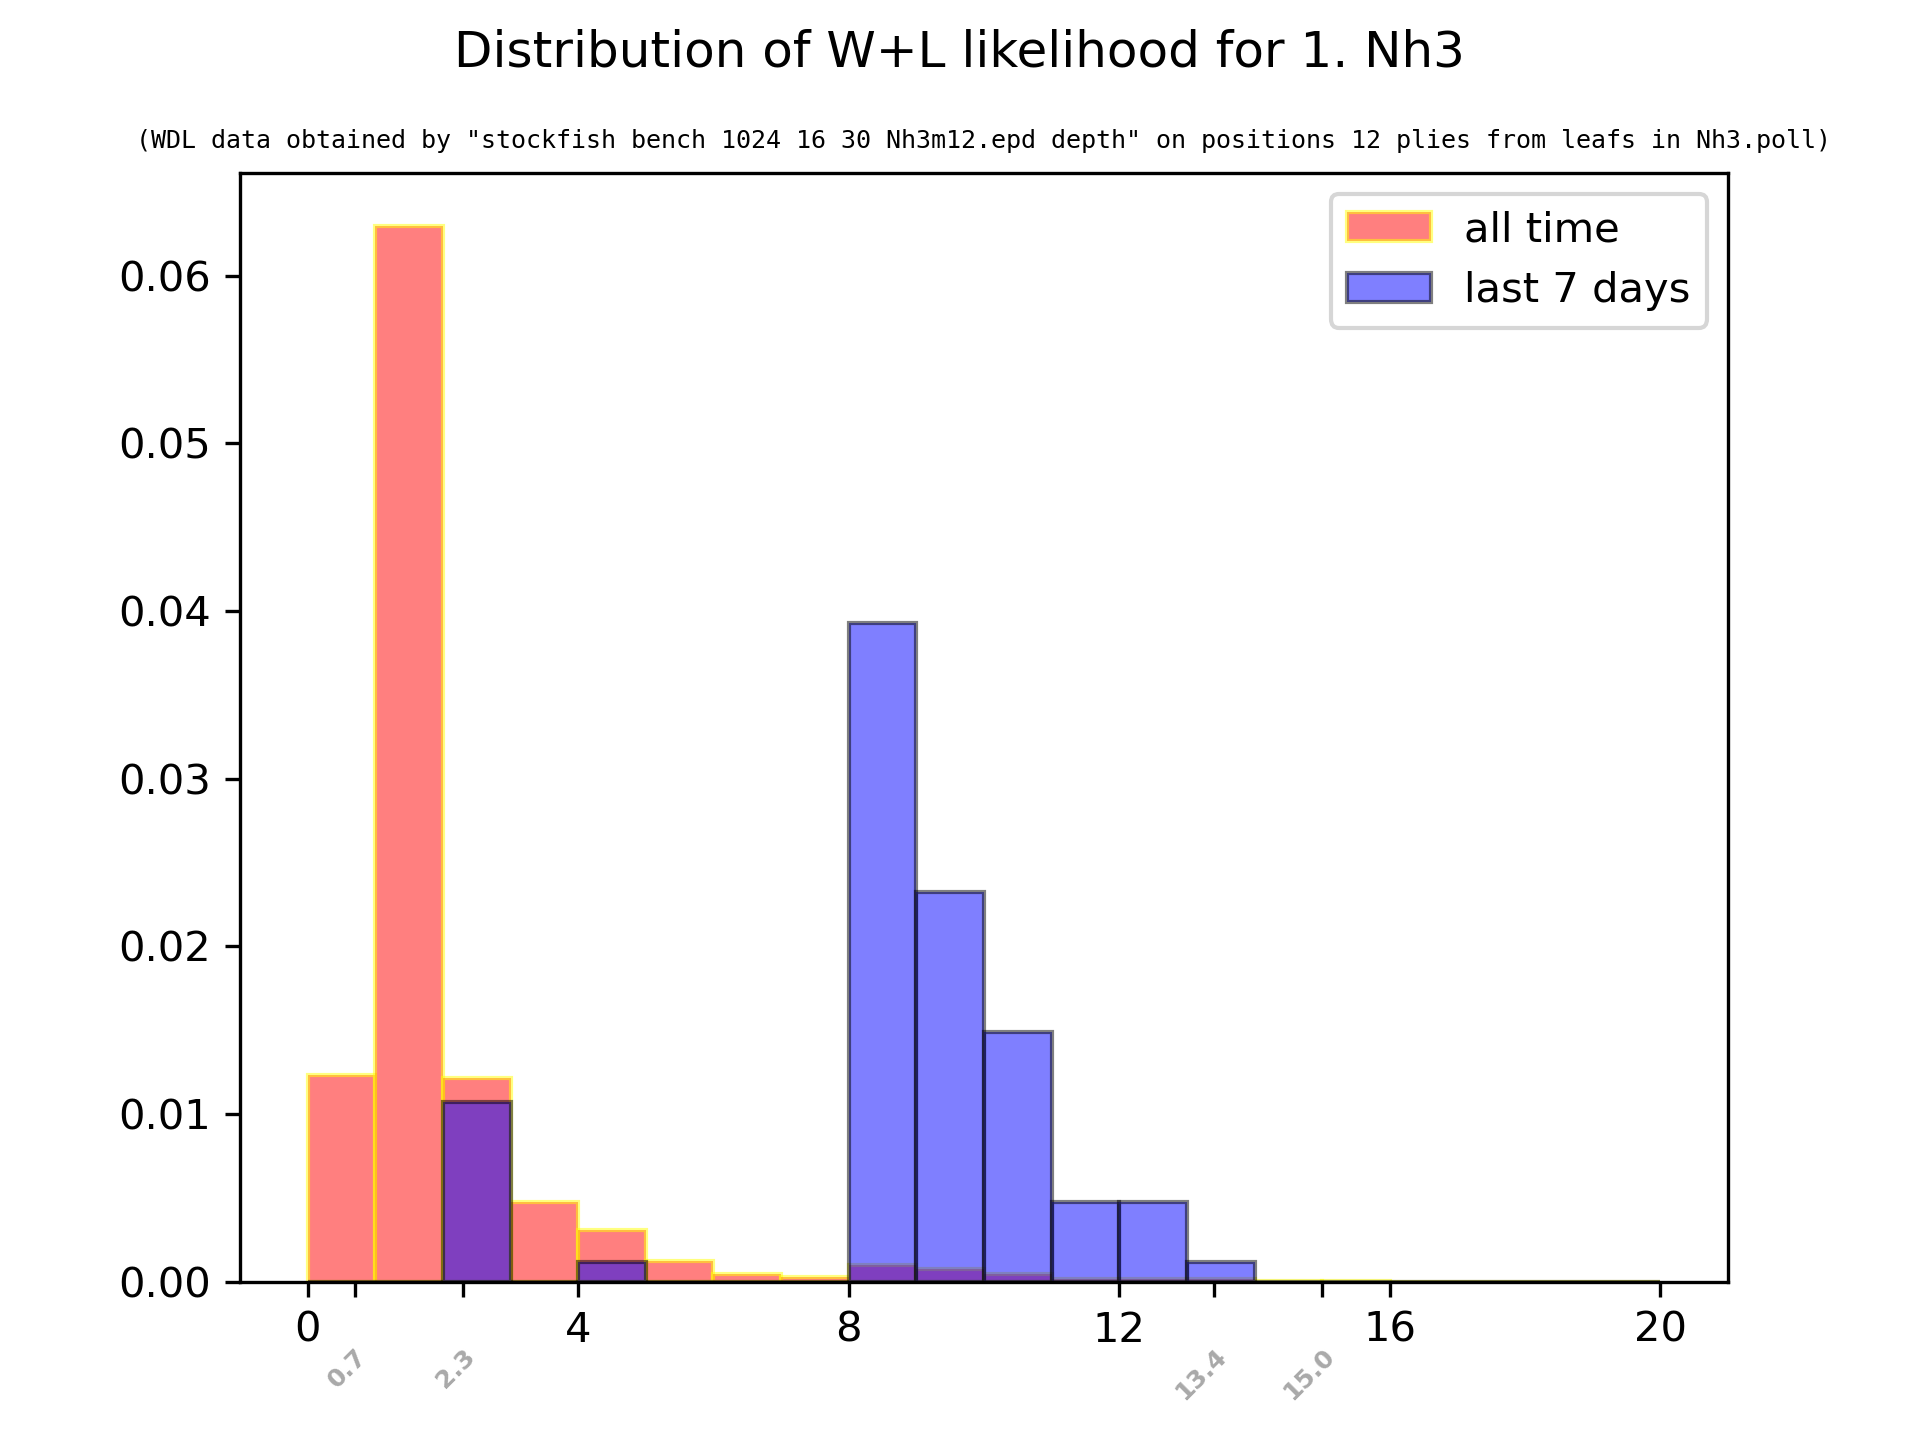 Distribution of W+L likelihood for 1. Nh3
(WDL data obtained by "stockfish bench 1024 16 30 Nh3m12.epd depth" on positions 12 plies from leafs in Nh3.poll)
all time
last 7 days
0.06
0.05
0.04
0.03
0.02
0.01
0.00
0 4 8 12 16 20
0.7 2.3 13.4 15.0